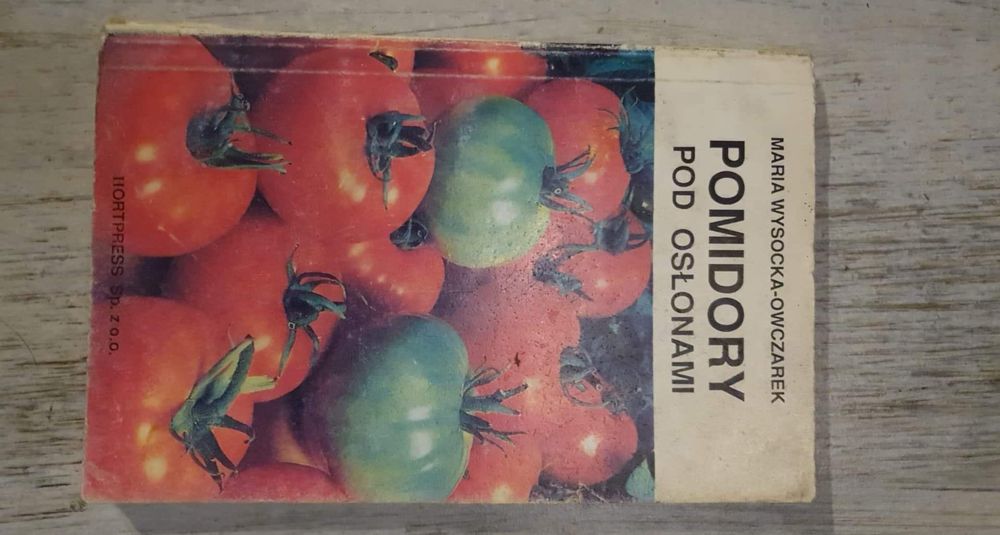 MARIA WYSOCKA-OWCZAREK
POMIDORY
POD OSŁONAMI
HORTPRESS Sp. z o.o.